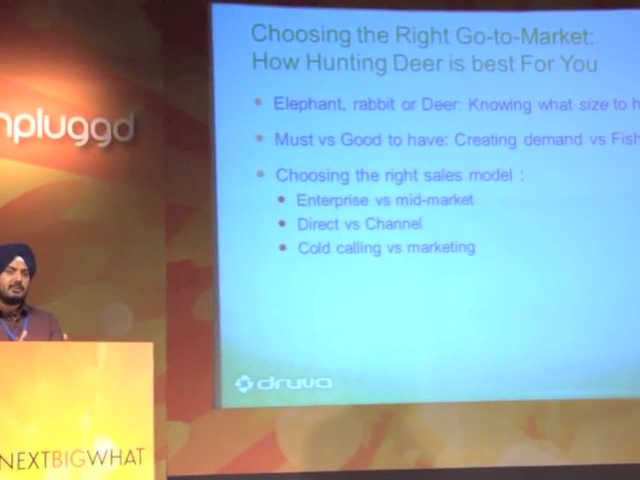 Choosing the Right Go-to-Market:
How Hunting Deer is best For You
Elephant, rabbit or Deer: Knowing what size to h
Must vs Good to have: Creating demand vs Fish
Choosing the right sales model :
Enterprise vs mid-market
Direct vs Channel
Cold calling vs marketing
druva
npluggd
NEXTBIGWHAT